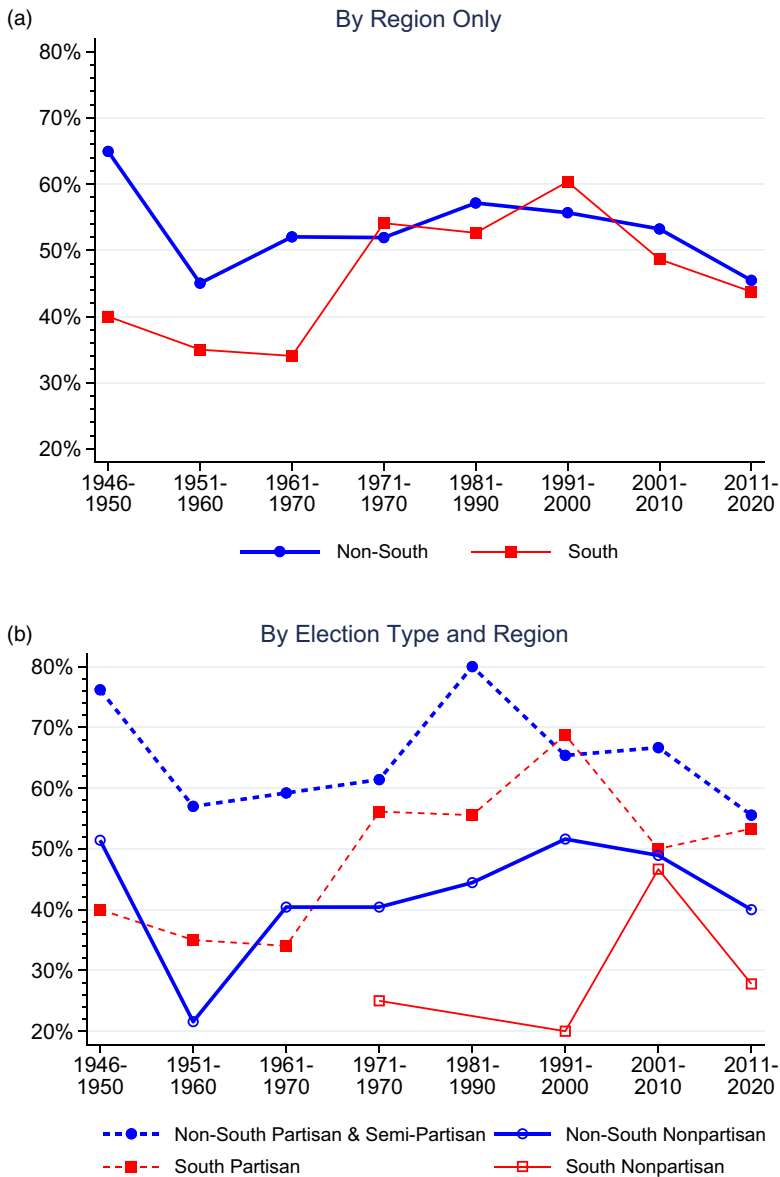 (a)
By Region Only
80%
70%
60%
50%
40%
30%
20%
1946- 1951- 1961- 1971- 1981- 1991- 2001- 2011-
1950 1960 1970 1970 1990 2000 2010 2020
Non-South South
(b)
By Election Type and Region
80%
70%
60%
50%
40%
30%
20%
1946- 1951- 1961- 1971- 1981- 1991- 2001- 2011-
1950 1960 1970 1970 1990 2000 2010 2020
Non-South Partisan & Semi-Partisan Non-South Nonpartisan
South Partisan South Nonpartisan